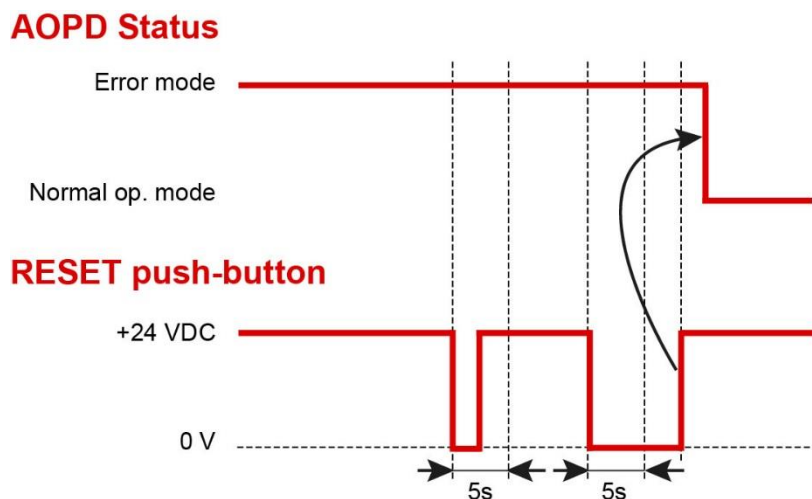 AOPD Status
Error mode
Normal op. mode
RESET push-button
+24 VDC
0 V
5s 5s